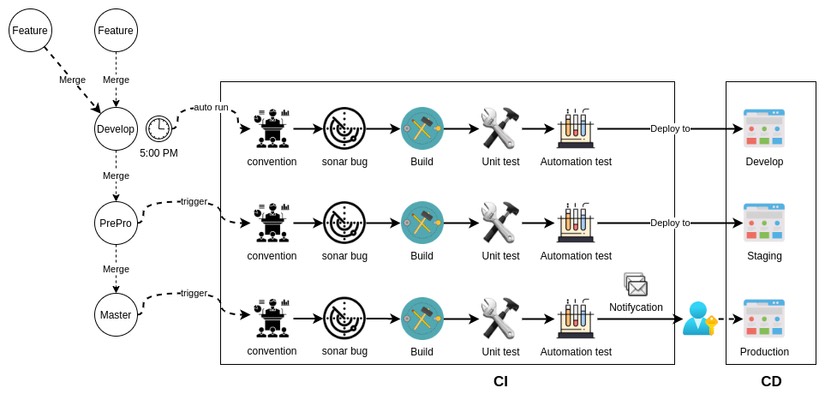 Feature
Feature
Merge
Merge
Develop
5:00 PM
auto run
convention
sonar bug
Build
Unit test
Automation test
Deploy to
Develop
Merge
PrePro
trigger
convention
sonar bug
Build
Unit test
Automation test
Deploy to
Staging
Merge
Master
trigger
convention
sonar bug
Build
Unit test
Automation test
Notifycation
Production
CI
CD